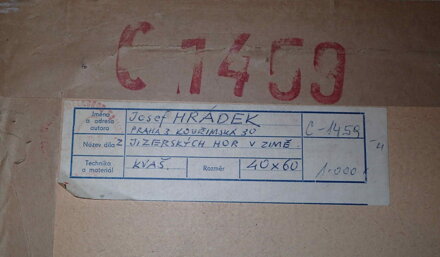 C 1459
Jméno a adresa autora Josef HRÁDEK
PRAHA 3 KOUŘIMSKÁ 30 C-1459
Název díla Z JIZERSKÝCH HOR V ZIMĚ -4
Technika a materiál KVAŠ. Rozměr 40x60 1.000